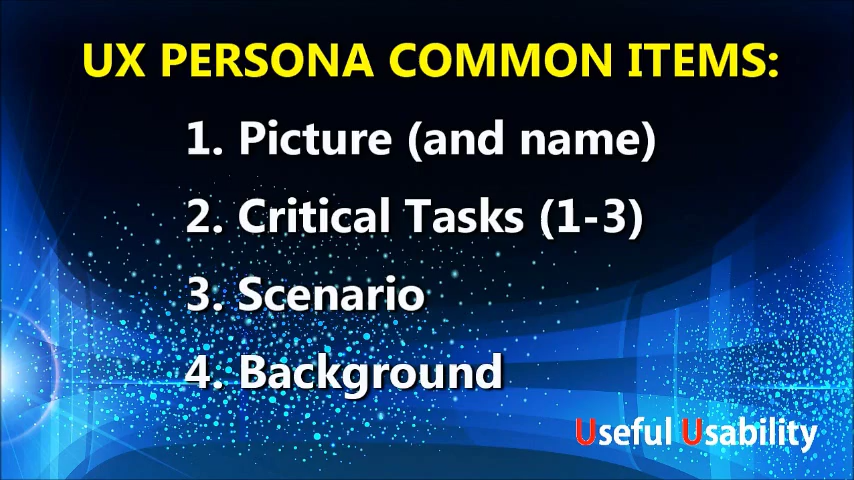 UX PERSONA COMMON ITEMS:
1. Picture (and name)
2. Critical Tasks (1-3)
3. Scenario
4. Background
Useful Usability